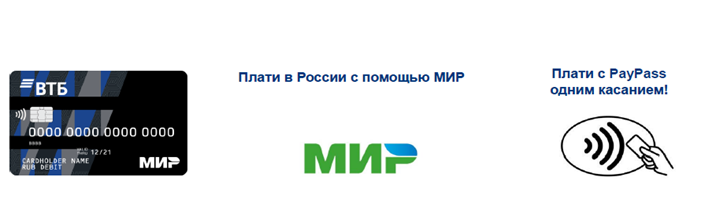 ВТБ
0000 0000 0000 0000
0000
12/21
CARDHOLDER NAME
RUB DEBIT
МИР
Плати в России с помощью МИР
МИР
Плати с PayPass
одним касанием!